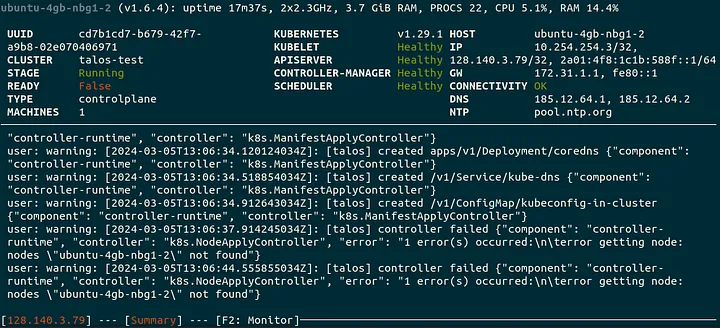 ubuntu-4gb-nbg1-2 (v1.6.4): uptime 17m37s, 2x2.3GHz, 3.7 GiB RAM, PROCS 22, CPU 5.1%, RAM 14.4%
UUID cd7b1cd7-b679-42f7- KUBERNETES v1.29.1 HOST ubuntu-4gb-nbg1-2
a9b8-02e070406971 KUBELET Healthy IP 10.254.254.3/32,
CLUSTER talos-test APISERVER Healthy 128.140.3.79/32, 2a01:4f8:1c1b:588f::1/64
STAGE Running CONTROLLER-MANAGER Healthy GW 172.31.1.1, fe80::1
READY False SCHEDULER Healthy CONNECTIVITY OK
TYPE controlplane DNS 185.12.64.1, 185.12.64.2
MACHINES 1 NTP pool.ntp.org
"controller-runtime", "controller": "k8s.ManifestApplyController"}
user: warning: [2024-03-05T13:06:34.120124034Z]: [talos] created apps/v1/Deployment/coredns {"component":
"controller-runtime", "controller": "k8s.ManifestApplyController"}
user: warning: [2024-03-05T13:06:34.518854034Z]: [talos] created /v1/Service/kube-dns {"component":
"controller-runtime", "controller": "k8s.ManifestApplyController"}
user: warning: [2024-03-05T13:06:34.912643034Z]: [talos] created /v1/ConfigMap/kubeconfig-in-cluster
{"component": "controller-runtime", "controller": "k8s.ManifestApplyController"}
user: warning: [2024-03-05T13:06:37.914245034Z]: [talos] controller failed {"component": "controller-
runtime", "controller": "k8s.NodeApplyController", "error": "1 error(s) occurred:\n\terror getting node:
nodes \"ubuntu-4gb-nbg1-2\" not found"}
user: warning: [2024-03-05T13:06:44.555855034Z]: [talos] controller failed {"component": "controller-
runtime", "controller": "k8s.NodeApplyController", "error": "1 error(s) occurred:\n\terror getting node:
nodes \"ubuntu-4gb-nbg1-2\" not found"}
[128.140.3.79] --- [Summary] --- [F2: Monitor]